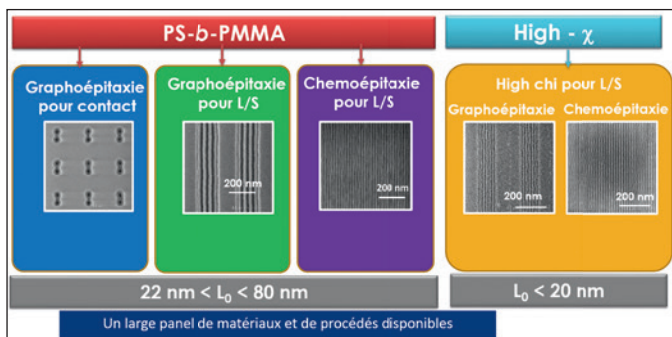 PS-b-PMMA
High - χ
Graphoépitaxie
pour contact
Graphoépitaxie
pour L/S
200 nm
Chemoépitaxie
pour L/S
200 nm
High chi pour L/S
Graphoépitaxie
Chemoépitaxie
200 nm
200 nm
22 nm < L₀ < 80 nm
L₀ < 20 nm
Un large panel de matériaux et de procédés disponibles